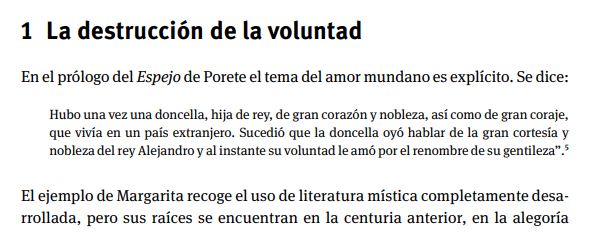 1 La destrucción de la voluntad
En el prólogo del Espejo de Porete el tema del amor mundano es explícito. Se dice:
Hubo una vez una doncella, hija de rey, de gran corazón y nobleza, así como de gran coraje,
que vivía en un país extranjero. Sucedió que la doncella oyó hablar de la gran cortesía y
nobleza del rey Alejandro y al instante su voluntad le amó por el renombre de su gentileza”.⁵
El ejemplo de Margarita recoge el uso de literatura mística completamente desa-
rrollada, pero sus raíces se encuentran en la centuria anterior, en la alegoría